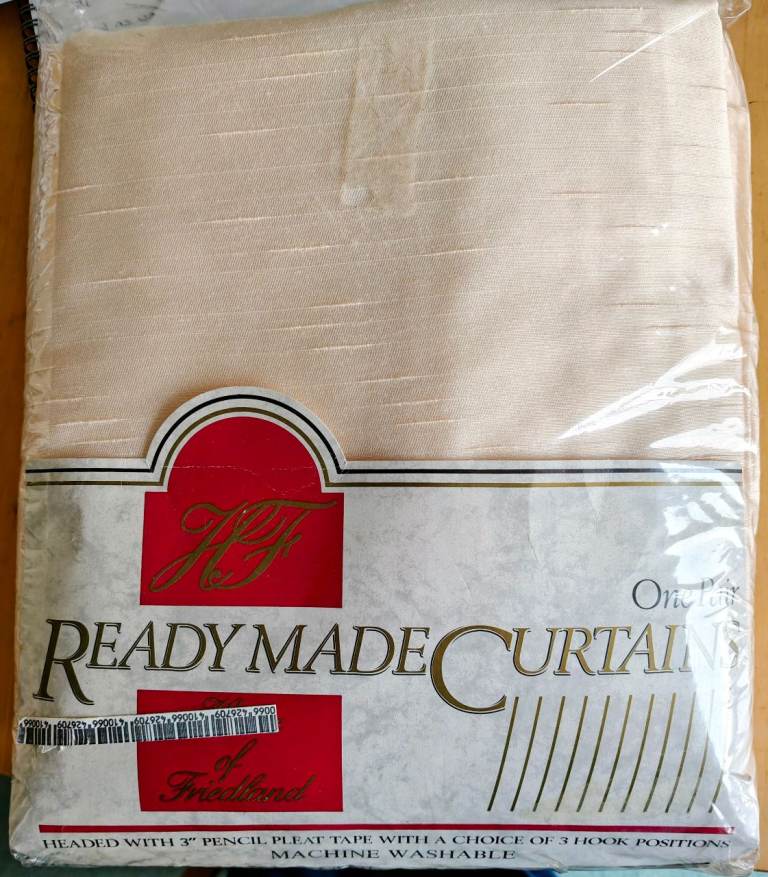 HF
One Pair
READY MADE CURTAINS
of
Friedland
HEADED WITH 3" PENCIL PLEAT TAPE WITH A CHOICE OF 3 HOOK POSITIONS
MACHINE WASHABLE